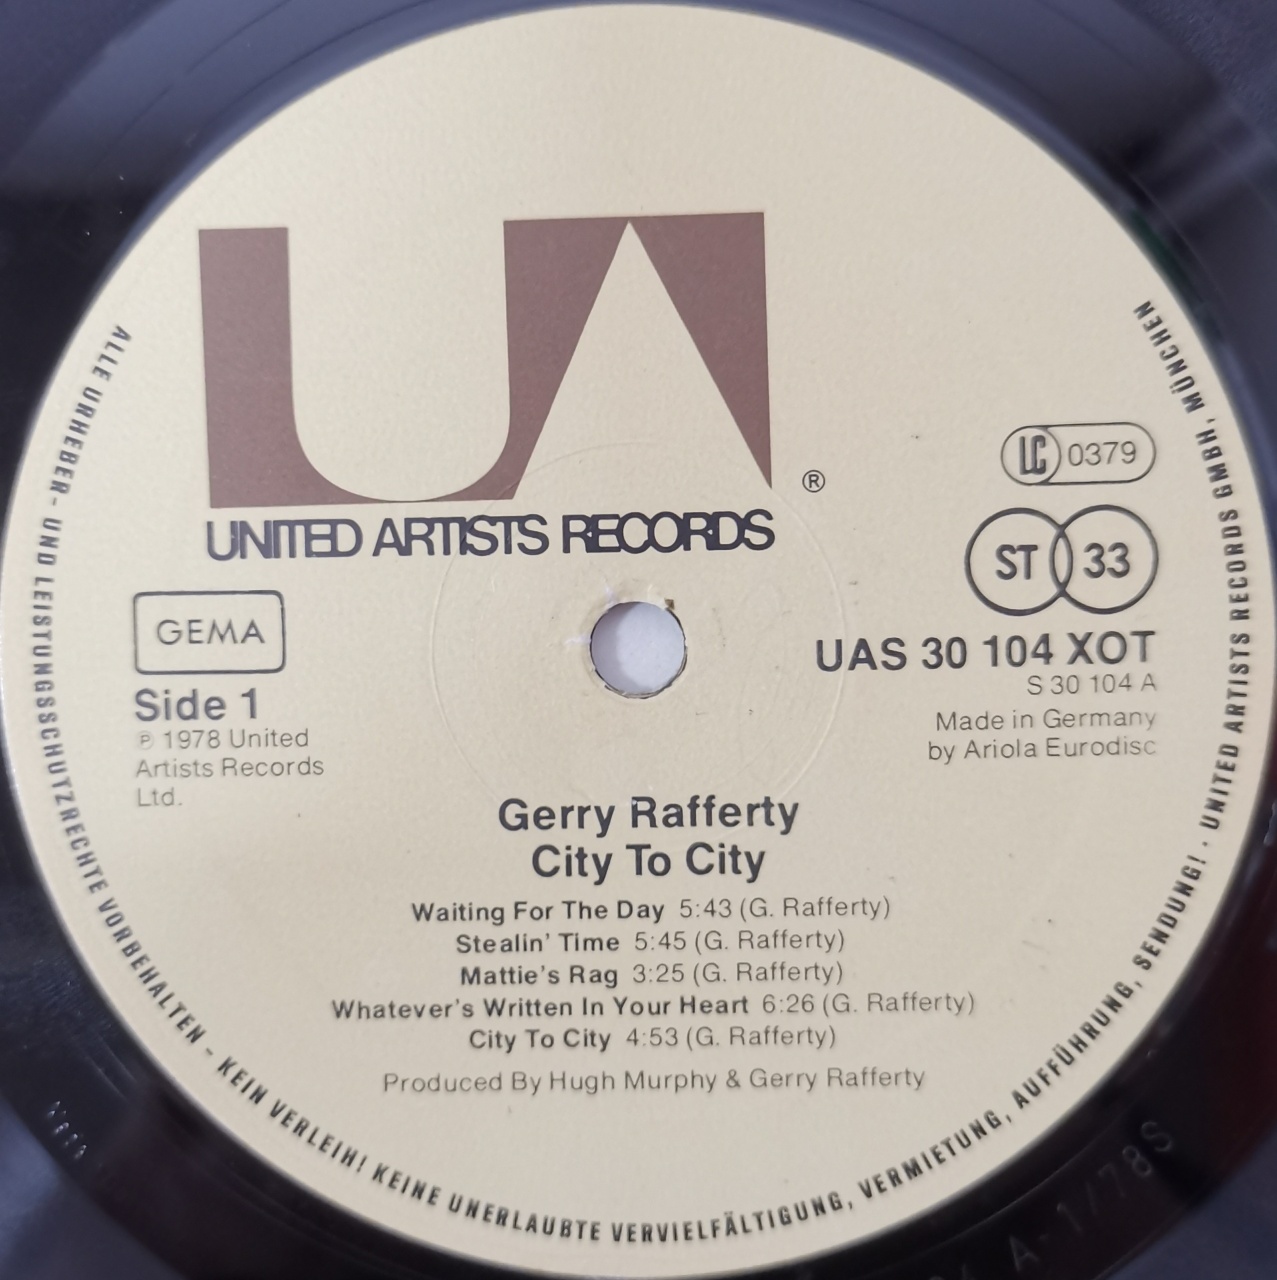 UA
®
UNITED ARTISTS RECORDS
LC 0379
ST 33
GEMA
UAS 30 104 XOT
S 30 104 A
Side 1
℗ 1978 United
Artists Records
Ltd.
Made in Germany
by Ariola Eurodisc
Gerry Rafferty
City To City
Waiting For The Day 5:43 (G. Rafferty)
Stealin' Time 5:45 (G. Rafferty)
Mattie's Rag 3:25 (G. Rafferty)
Whatever's Written In Your Heart 6:26 (G. Rafferty)
City To City 4:53 (G. Rafferty)
Produced By Hugh Murphy & Gerry Rafferty
ALLE URHEBER- UND LEISTUNGSSCHUTZRECHTE VORBEHALTEN - KEIN VERLEIH! KEINE UNERLAUBTE VERVIELFÄLTIGUNG, VERMIETUNG, AUFFÜHRUNG, SENDUNG! · UNITED ARTISTS RECORDS GMBH, MÜNCHEN
A-1/78S